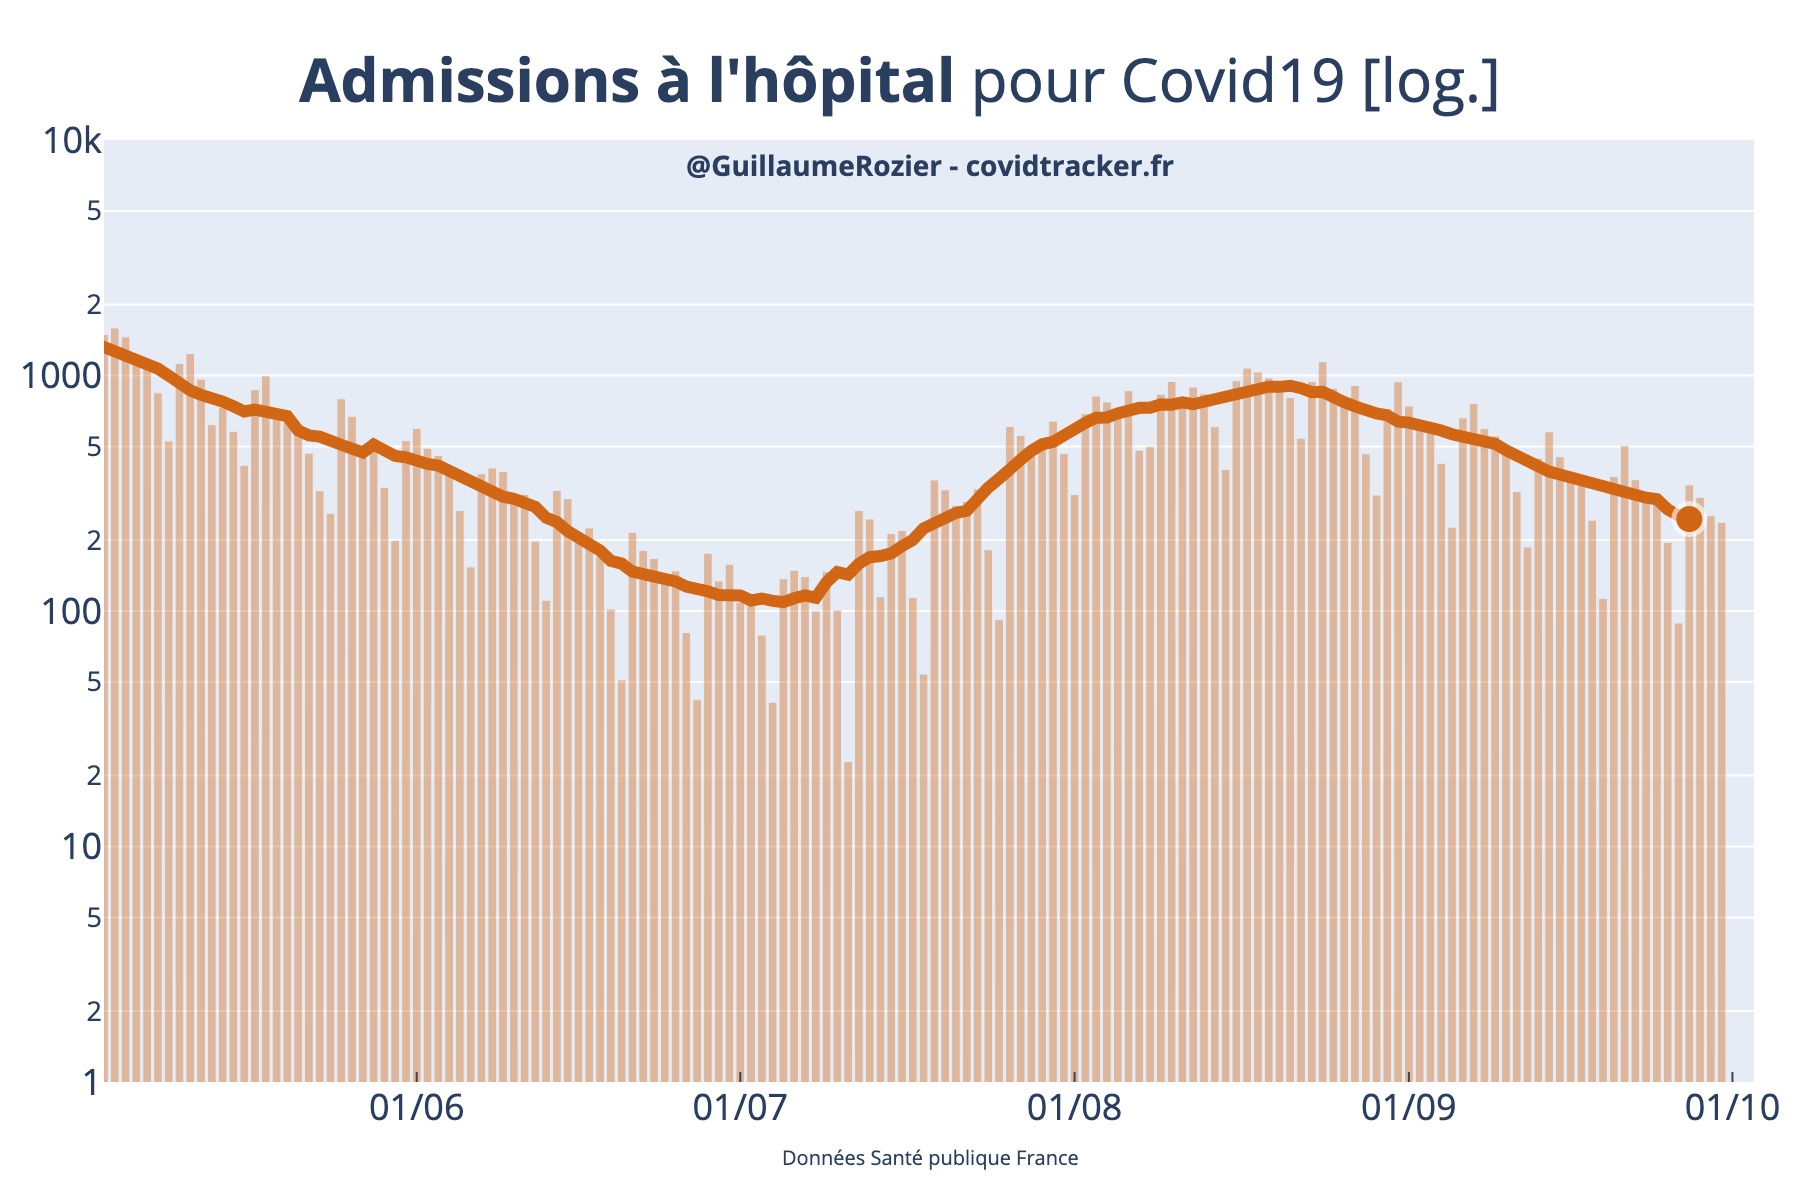 Admissions à l'hôpital pour Covid19 [log.]
@GuillaumeRozier - covidtracker.fr
10k
5
2
1000
5
2
100
5
2
10
5
2
1
01/06 01/07 01/08 01/09 01/10
Données Santé publique France